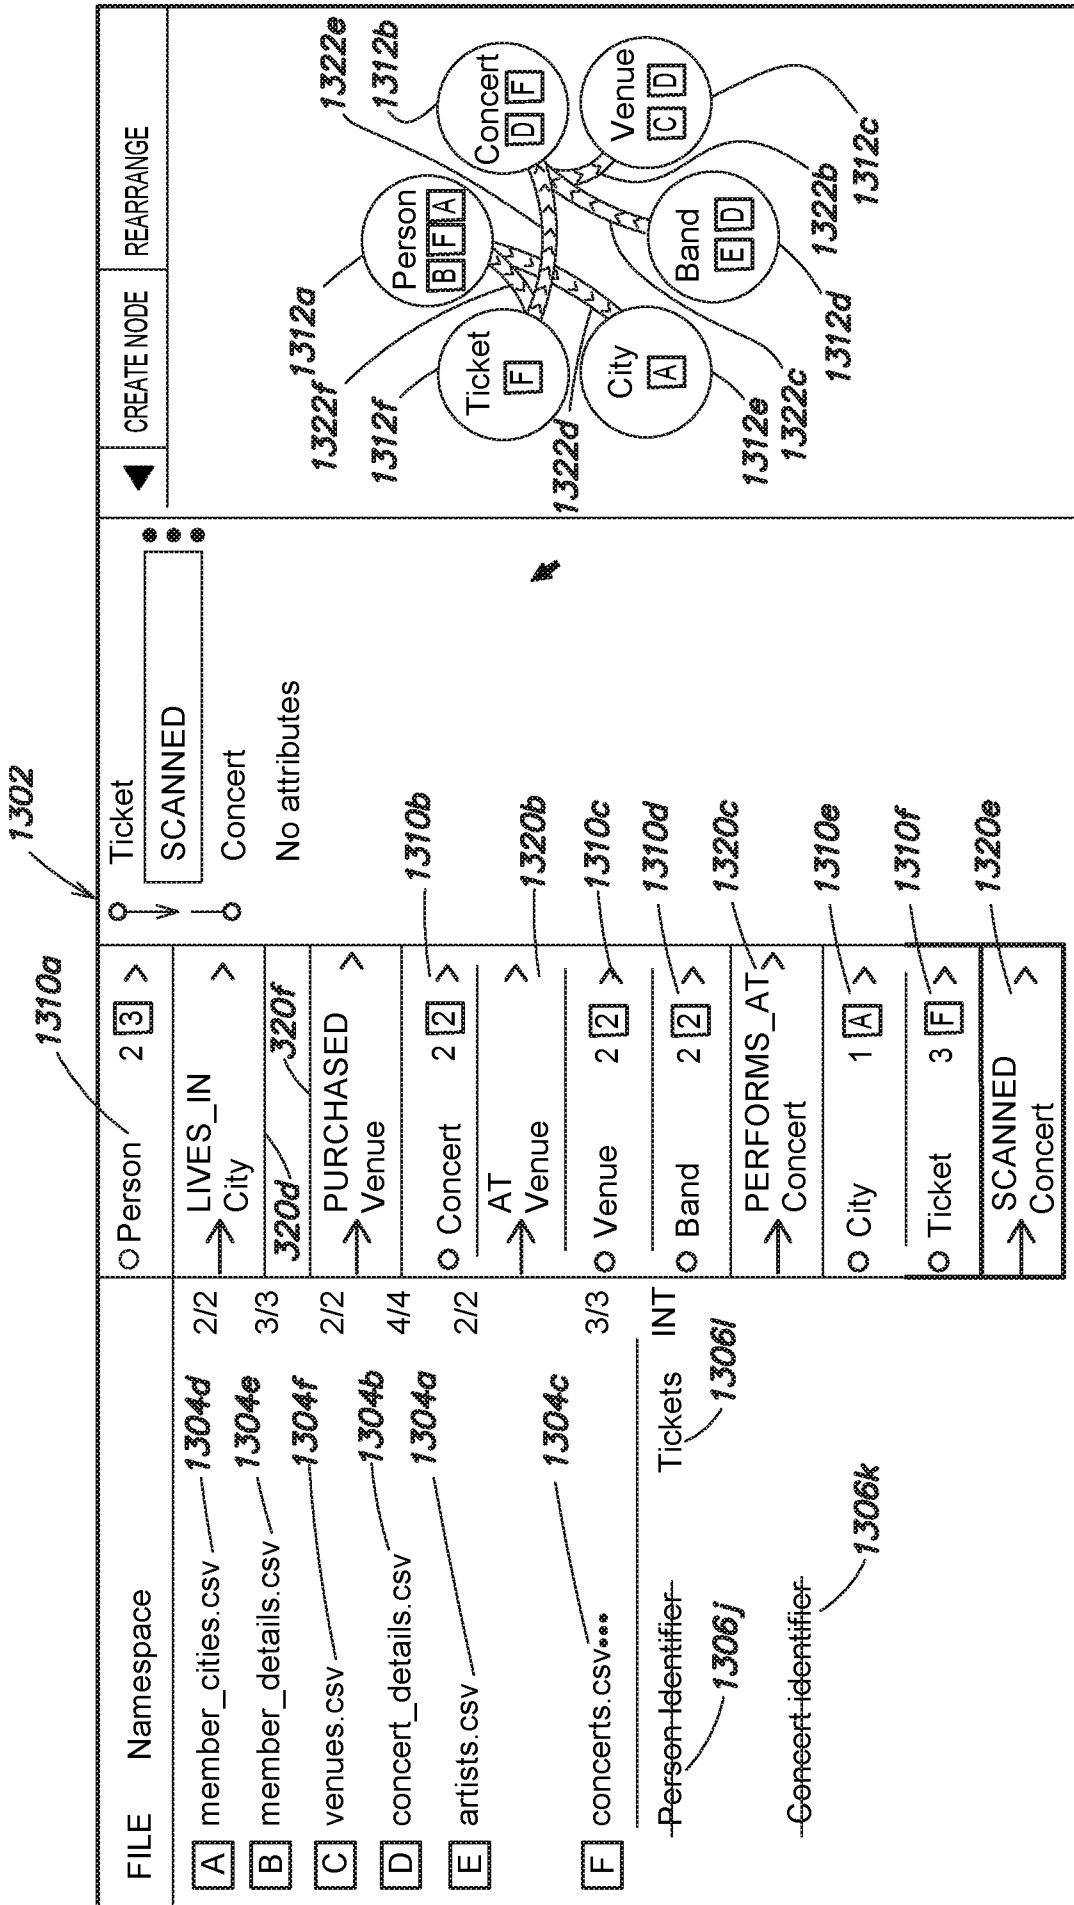 1302
FILE Namespace
A member_cities.csv 1304d 2/2
B member_details.csv 1304e 3/3
C venues.csv 1304f 2/2
D concert_details.csv 1304b 4/4
E artists.csv 1304a 2/2
F concerts.csv... 1304c 3/3
Person Identifier Tickets INT
1306j 1306l
Concert identifier
1306k
1310a
Person 2 3 >
LIVES_IN >
City
320d 320f
PURCHASED >
Venue
Concert 2 2 > 1310b
AT >
Venue 1320b
Venue 2 2 > 1310c
Band 2 2 > 1310d
PERFORMS_AT > 1320c
Concert
City 1 A > 1310e
Ticket 3 F > 1310f
SCANNED > 1320e
Concert
Ticket
SCANNED
Concert
No attributes
CREATE NODE REARRANGE
1322f 1312a 1322e
1312f 1312b
Person
B F A
Ticket
F
Concert
D F
1322d
City
A
Venue
C D
Band
E D
1312e
1322c
1312d
1322b
1312c